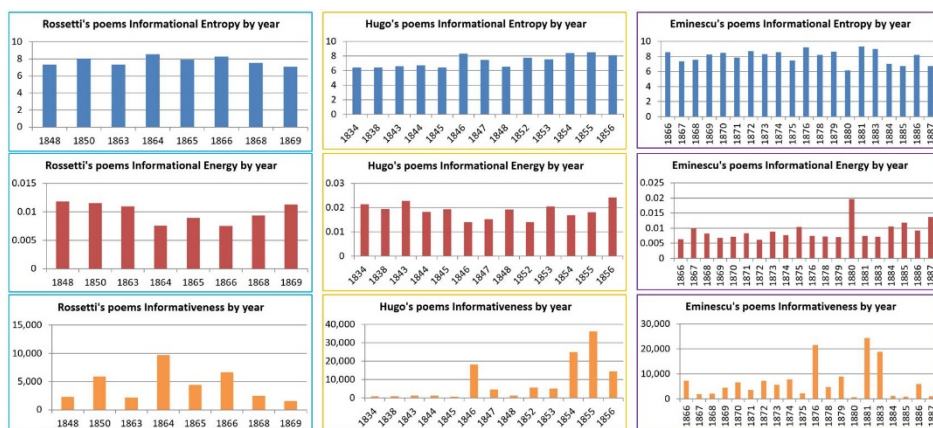 Rossetti's poems Informational Entropy by year
10
8
6
4
2
0
1848 1850 1863 1864 1865 1866 1868 1869
Hugo's poems Informational Entropy by year
10
8
6
4
2
0
1834 1838 1843 1844 1845 1846 1847 1848 1852 1853 1854 1855 1856
Eminescu's poems Informational Entropy by year
10
8
6
4
2
0
1866 1867 1868 1869 1870 1871 1872 1873 1874 1875 1876 1878 1879 1880 1881 1883 1884 1885 1886 1887
Rossetti's poems Informational Energy by year
0.015
0.01
0.005
0
1848 1850 1863 1864 1865 1866 1868 1869
Hugo's poems Informational Energy by year
0.03
0.02
0.01
0
1834 1838 1843 1844 1845 1846 1847 1848 1852 1853 1854 1855 1856
Eminescu's poems Informational Energy by year
0.025
0.02
0.015
0.01
0.005
0
1866 1867 1868 1869 1870 1871 1872 1873 1874 1875 1876 1878 1879 1880 1881 1883 1884 1885 1886 1887
Rossetti's poems Informativeness by year
15,000
10,000
5,000
0
1848 1850 1863 1864 1865 1866 1868 1869
Hugo's poems Informativeness by year
40,000
30,000
20,000
10,000
0
1834 1838 1843 1844 1845 1846 1847 1848 1852 1853 1854 1855 1856
Eminescu's poems Informativeness by year
30,000
20,000
10,000
0
1866 1867 1868 1869 1870 1871 1872 1873 1874 1875 1876 1878 1879 1880 1881 1883 1884 1885 1886 1887